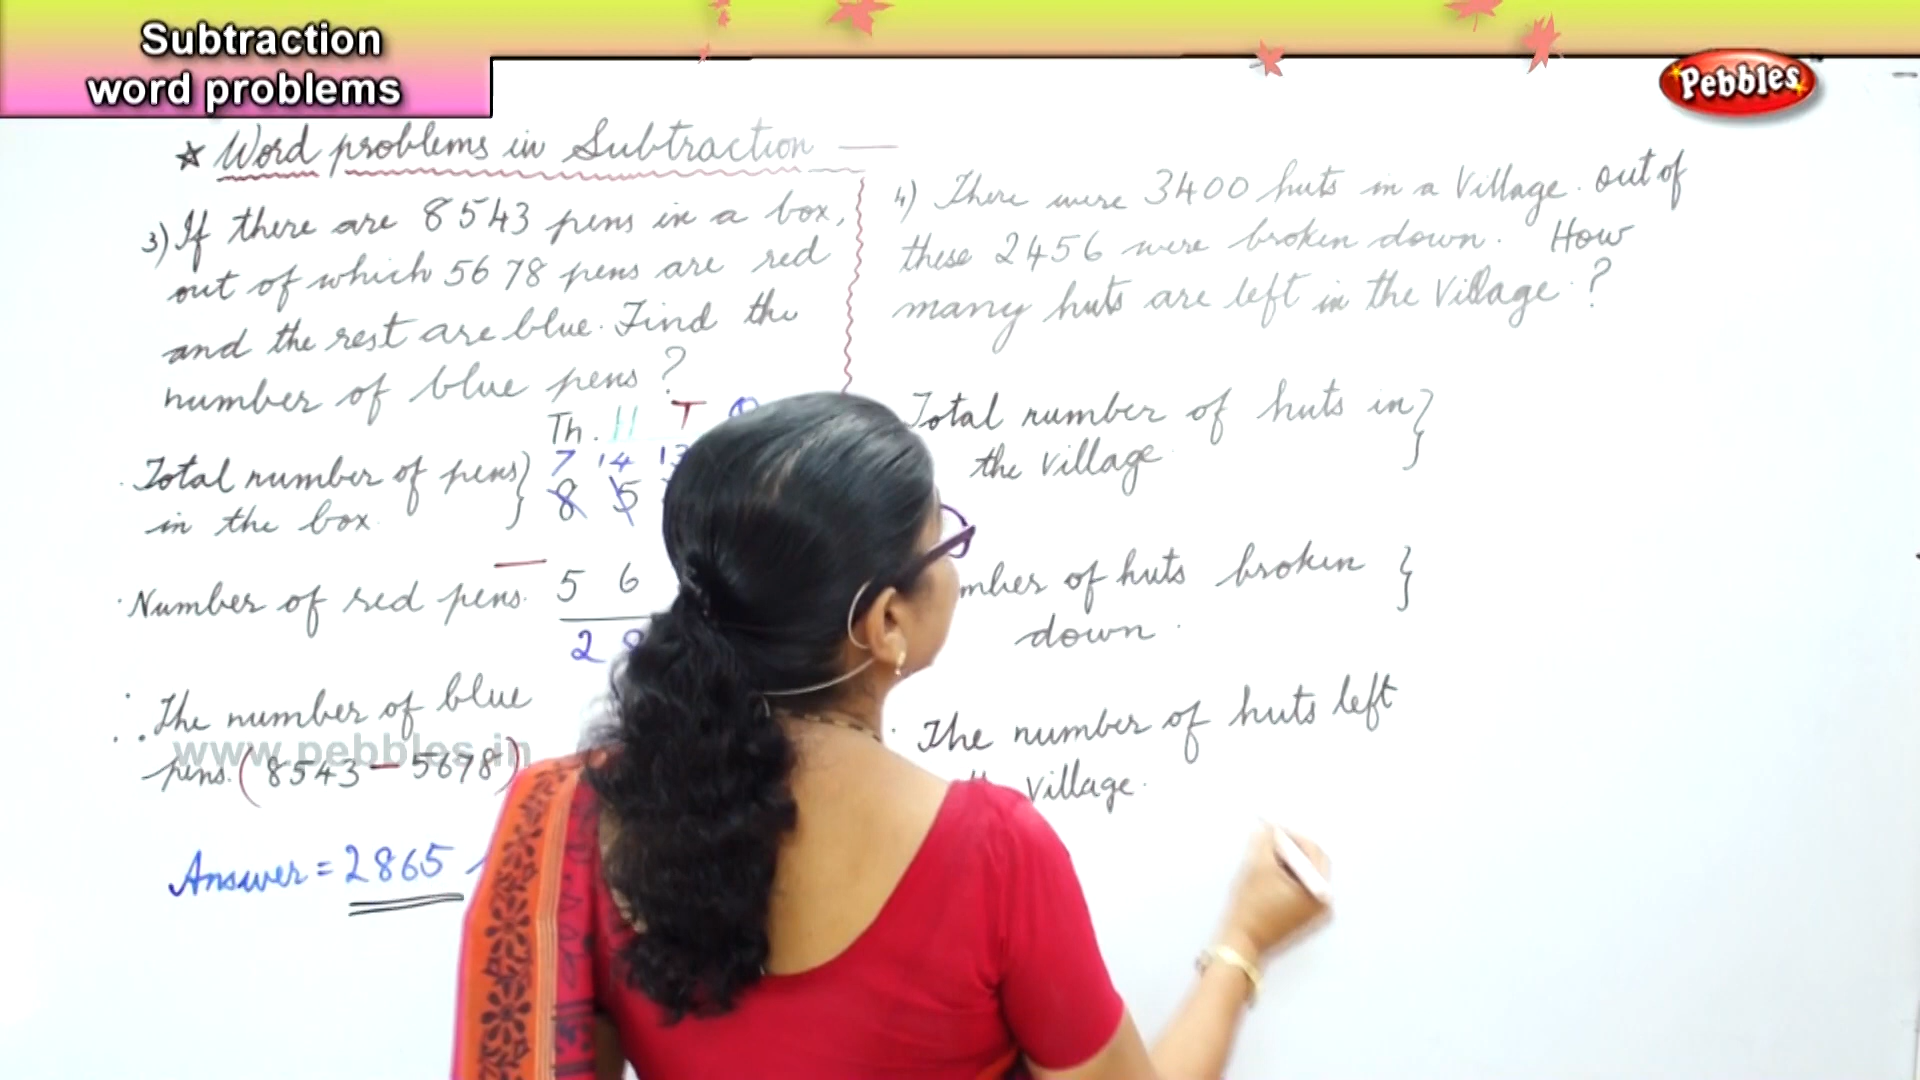 Subtraction
word problems
Pebbles
★ Word problems in Subtraction —
3) If there are 8543 pens in a box,
out of which 5678 pens are red
and the rest are blue. Find the
number of blue pens?
Th. H T O
7 14 13
Total number of pens } 8 5
in the box.
— 
Number of red pens. 5 6
2 8
∴ The number of blue
pens. (8543 — 5678)
www.pebbles.in
Answer = 2865
4) There were 3400 huts in a Village. out of
these 2456 were broken down. How
many huts are left in the Village?
Total number of huts in }
the village
mber of huts broken }
down.
The number of huts left
village.